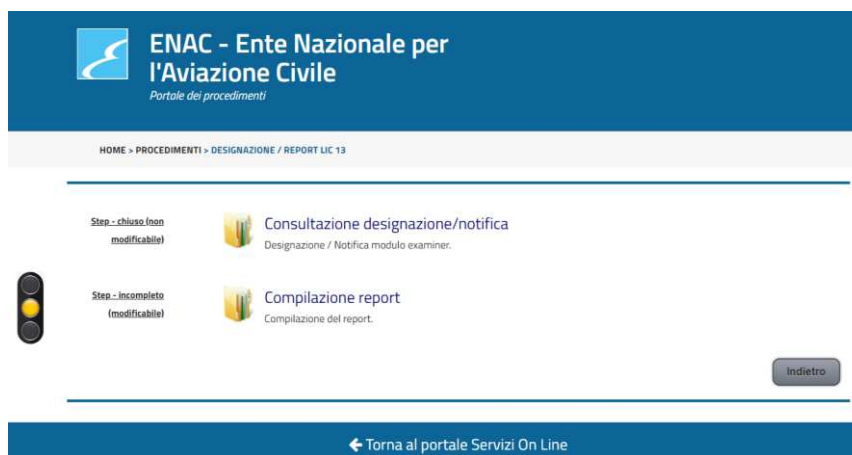 ENAC - Ente Nazionale per
l'Aviazione Civile
Portale dei procedimenti
HOME > PROCEDIMENTI > DESIGNAZIONE / REPORT LIC 13
Step - chiuso (non
modificabile)
Consultazione designazione/notifica
Designazione / Notifica modulo examiner.
Step - incompleto
(modificabile)
Compilazione report
Compilazione del report.
Indietro
Torna al portale Servizi On Line